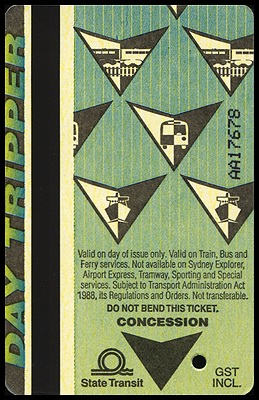 DAY TRIPPER
AA17678
Valid on day of issue only. Valid on Train, Bus and
Ferry services. Not available on Sydney Explorer,
Airport Express, Tramway, Sporting and Special
services. Subject to Transport Administration Act
1988, its Regulations and Orders. Not transferable.
DO NOT BEND THIS TICKET.
CONCESSION
State Transit
GST
INCL.